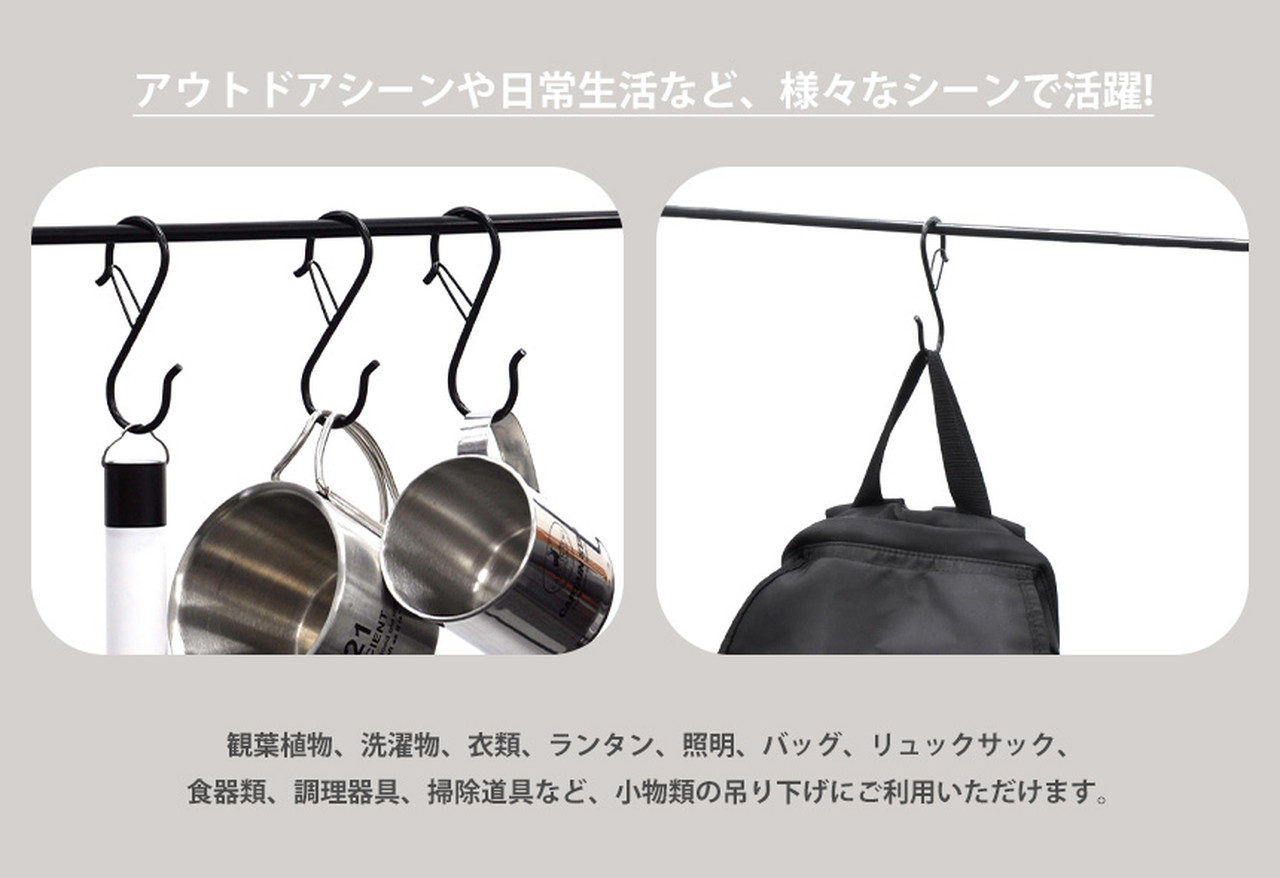 アウトドアシーンや日常生活など、様々なシーンで活躍!
21
観葉植物、洗濯物、衣類、ランタン、照明、バッグ、リュックサック、
食器類、調理器具、掃除道具など、小物類の吊り下げにご利用いただけます。